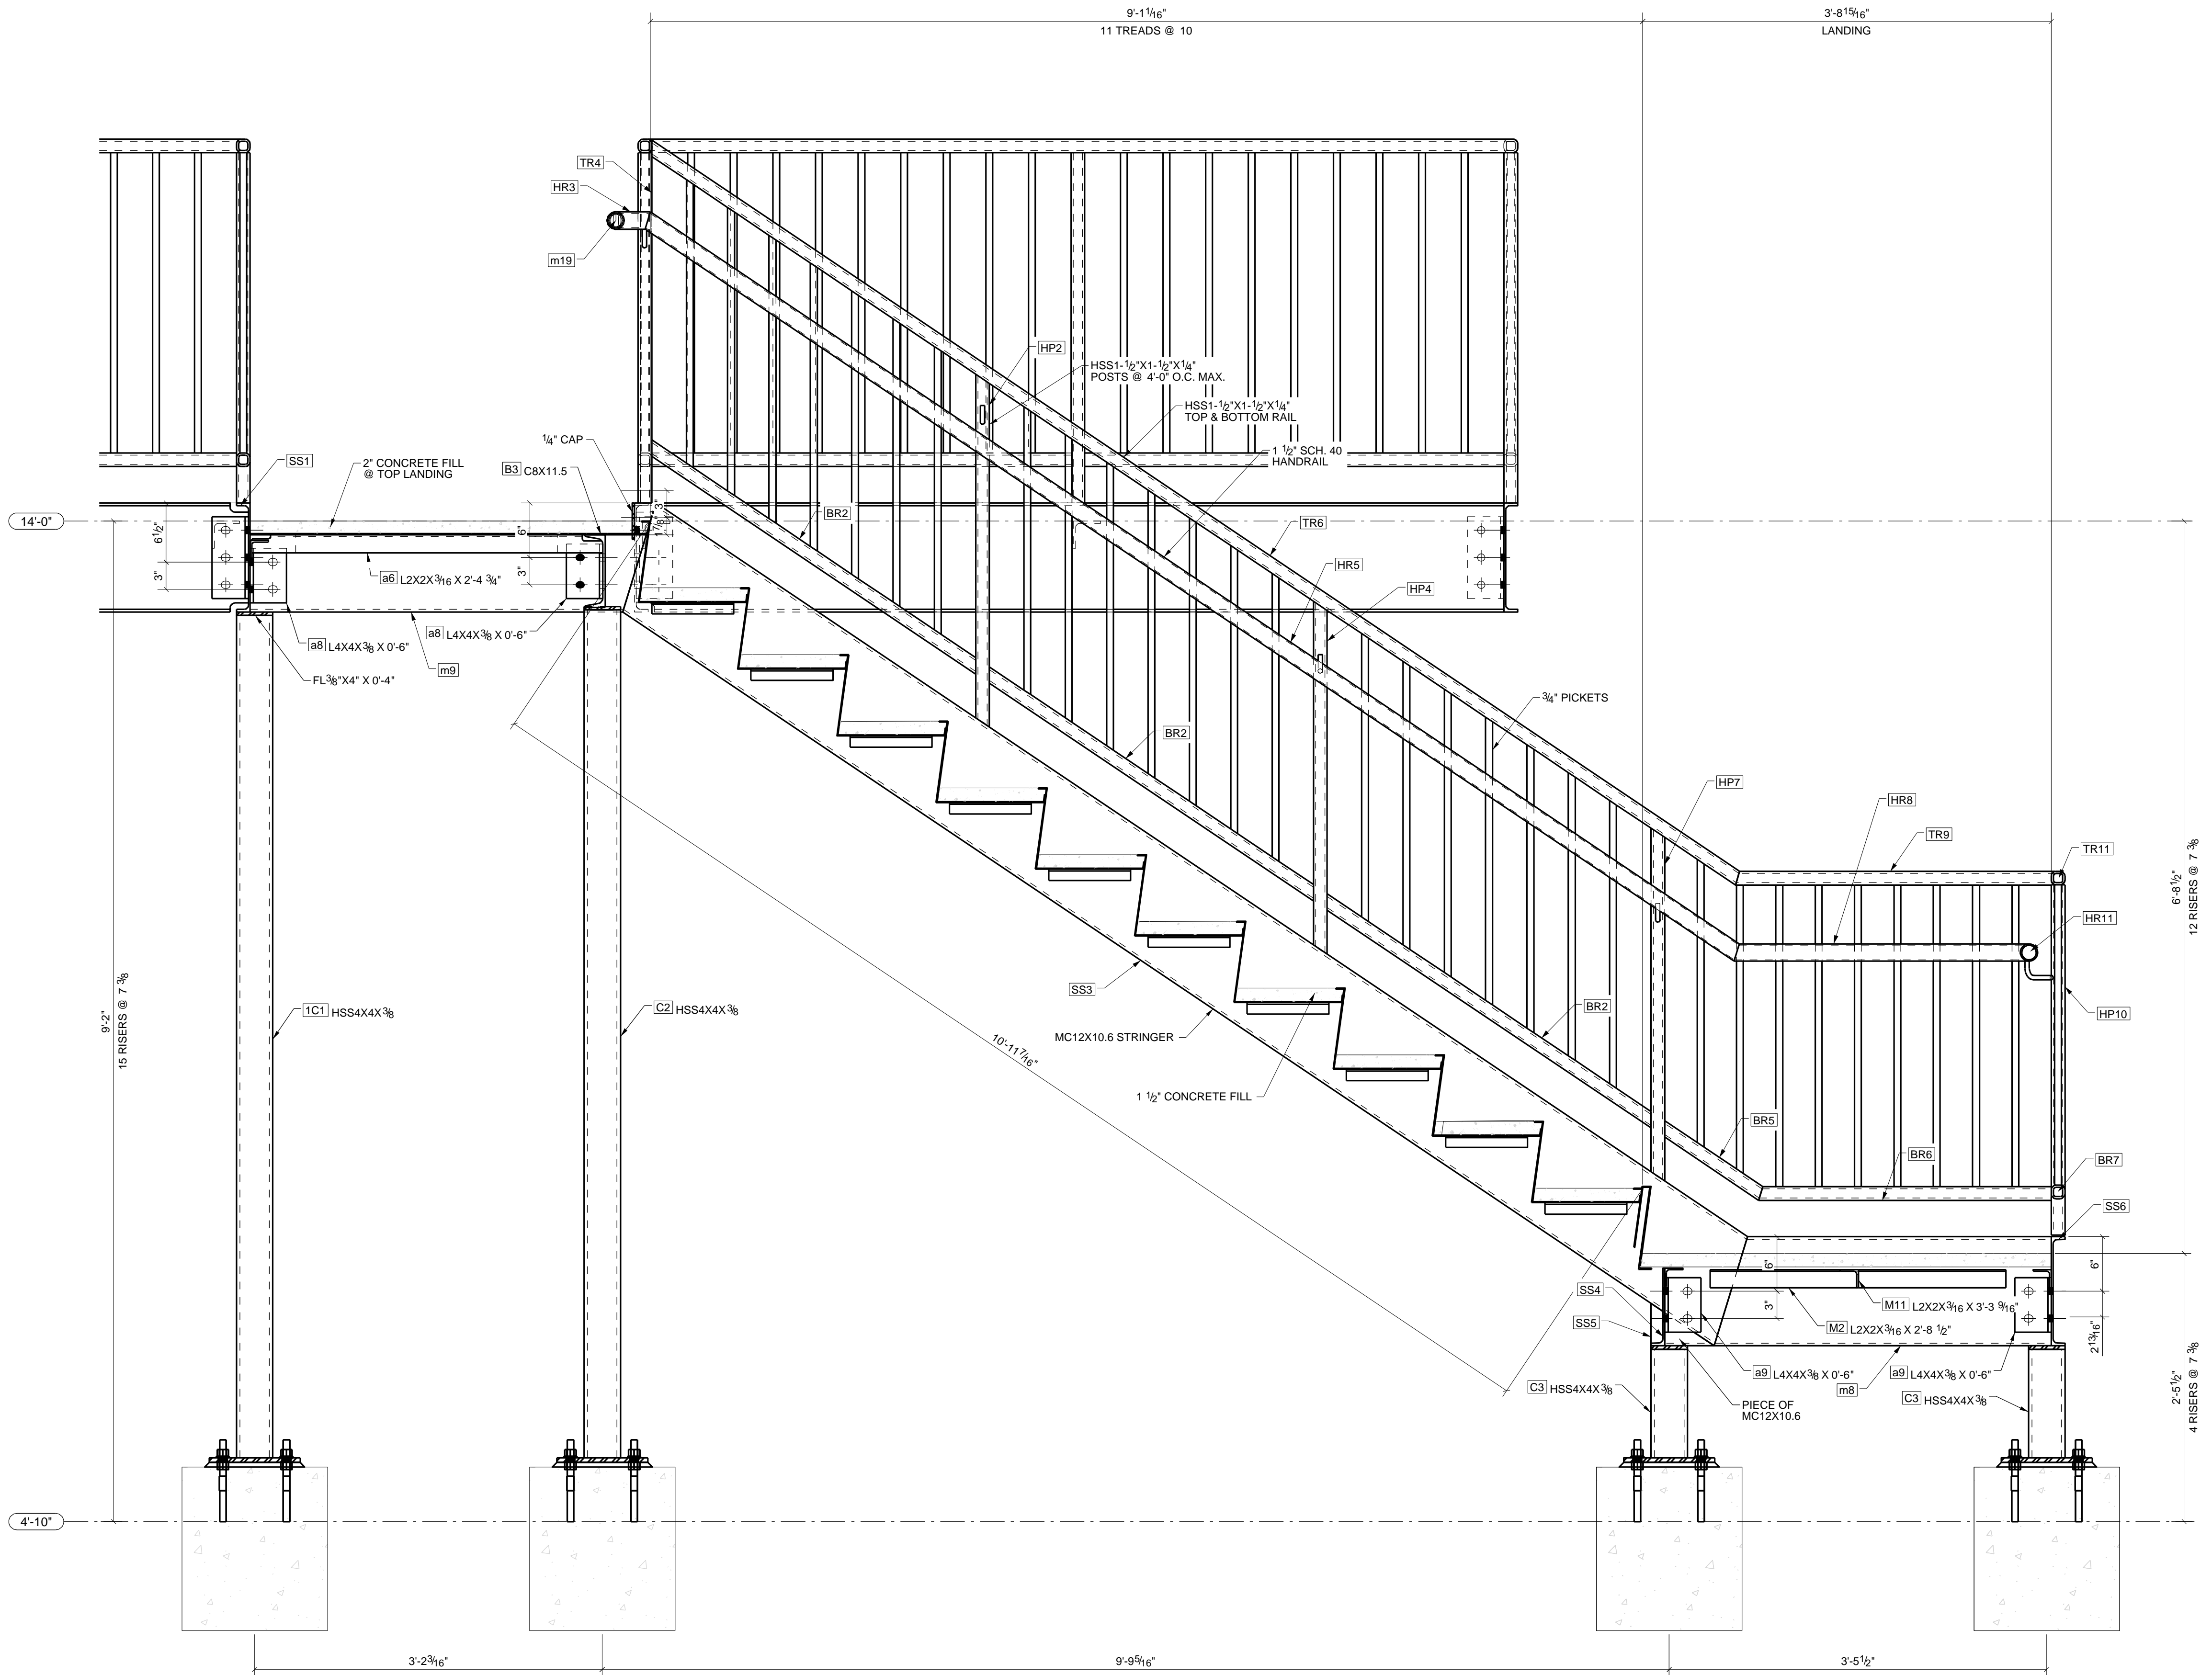 9'-1 1/16"
11 TREADS @ 10
3'-8 15/16"
LANDING
TR4
HR3
m19
HP2
HSS1-1/2"X1-1/2"X1/4"
POSTS @ 4'-0" O.C. MAX.
HSS1-1/2"X1-1/2"X1/4"
TOP & BOTTOM RAIL
1 1/2" SCH. 40
HANDRAIL
1/4" CAP
SS1
2" CONCRETE FILL
@ TOP LANDING
B3 C8X11.5
14'-0"
6 1/2"
3"
6"
3"
3"
1 7/8"
BR2
TR6
HR5
HP4
a6 L2X2X3/16 X 2'-4 3/4"
a8 L4X4X3/8 X 0'-6"
a8 L4X4X3/8 X 0'-6"
m9
FL3/8"X4" X 0'-4"
3/4" PICKETS
BR2
HP7
HR8
TR9
TR11
HR11
6'-8 1/2"
12 RISERS @ 7 3/8
9'-2"
15 RISERS @ 7 3/8
1C1 HSS4X4X3/8
C2 HSS4X4X3/8
SS3
MC12X10.6 STRINGER
10'-11 7/16"
BR2
HP10
1 1/2" CONCRETE FILL
BR5
BR6
BR7
SS6
SS4
SS5
6"
3"
6"
2 13/16"
M11 L2X2X3/16 X 3'-3 9/16"
M2 L2X2X3/16 X 2'-8 1/2"
a9 L4X4X3/8 X 0'-6"
a9 L4X4X3/8 X 0'-6"
m8
C3 HSS4X4X3/8
C3 HSS4X4X3/8
PIECE OF
MC12X10.6
2'-5 1/2"
4 RISERS @ 7 3/8
4'-10"
3'-2 3/16"
9'-9 5/16"
3'-5 1/2"